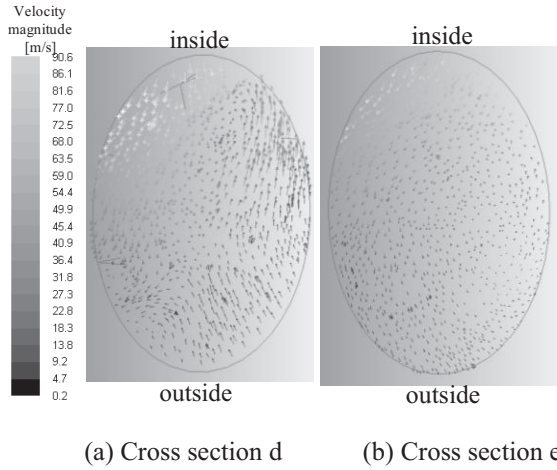 Velocity
magnitude
[m/s]
90.6
86.1
81.6
77.0
72.5
68.0
63.5
59.0
54.4
49.9
45.4
40.9
36.4
31.8
27.3
22.8
18.3
13.8
9.2
4.7
0.2
inside
outside
inside
outside
(a) Cross section d
(b) Cross section e